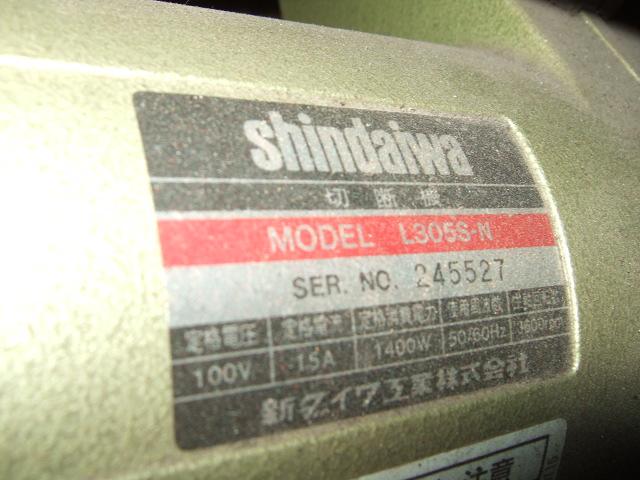 shindaiwa
切断機
MODEL L305S-N
SER. NO. 245527
定格電圧 定格電流 定格消費電力 使用周波数
100V 15A 1400W 50/60Hz
新ダイワ工業株式会社
注意